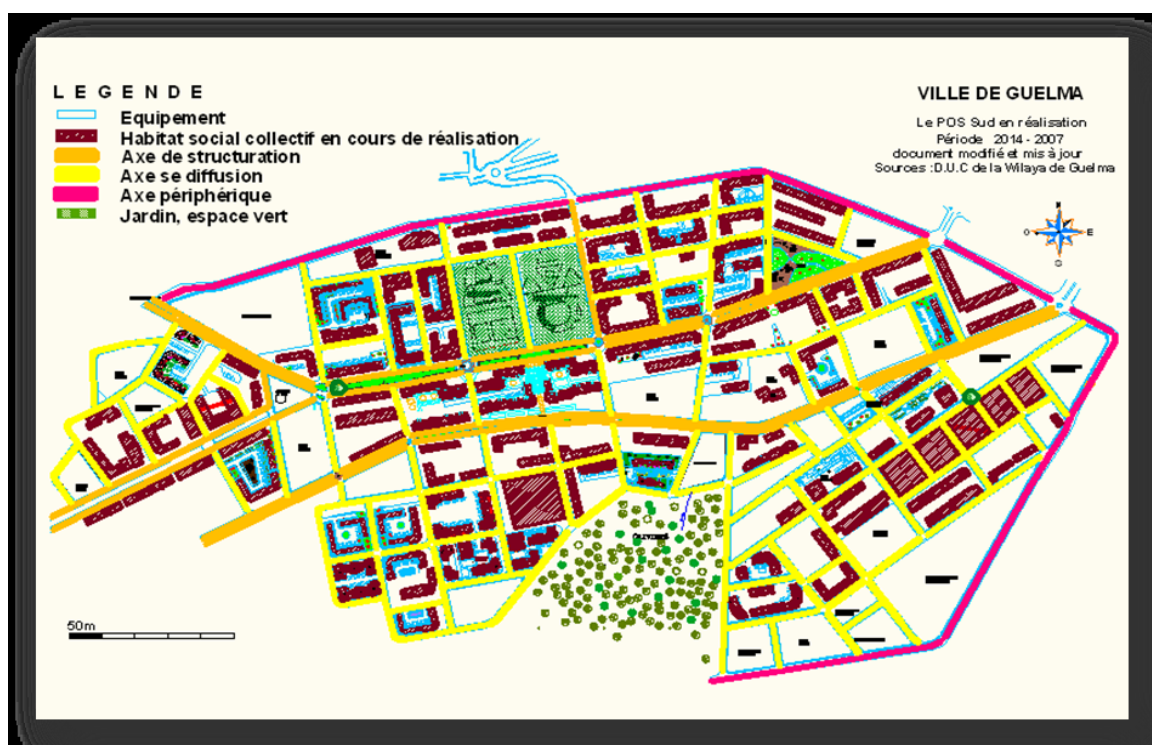 L E G E N D E
Equipement
Habitat social collectif en cours de réalisation
Axe de structuration
Axe se diffusion
Axe périphérique
Jardin, espace vert
VILLE DE GUELMA
Le POS Sud en réalisation
Période 2014 - 2007
document modifié et mis à jour
Sources :D.U.C de la Wilaya de Guelma
N
O
E
S
50m